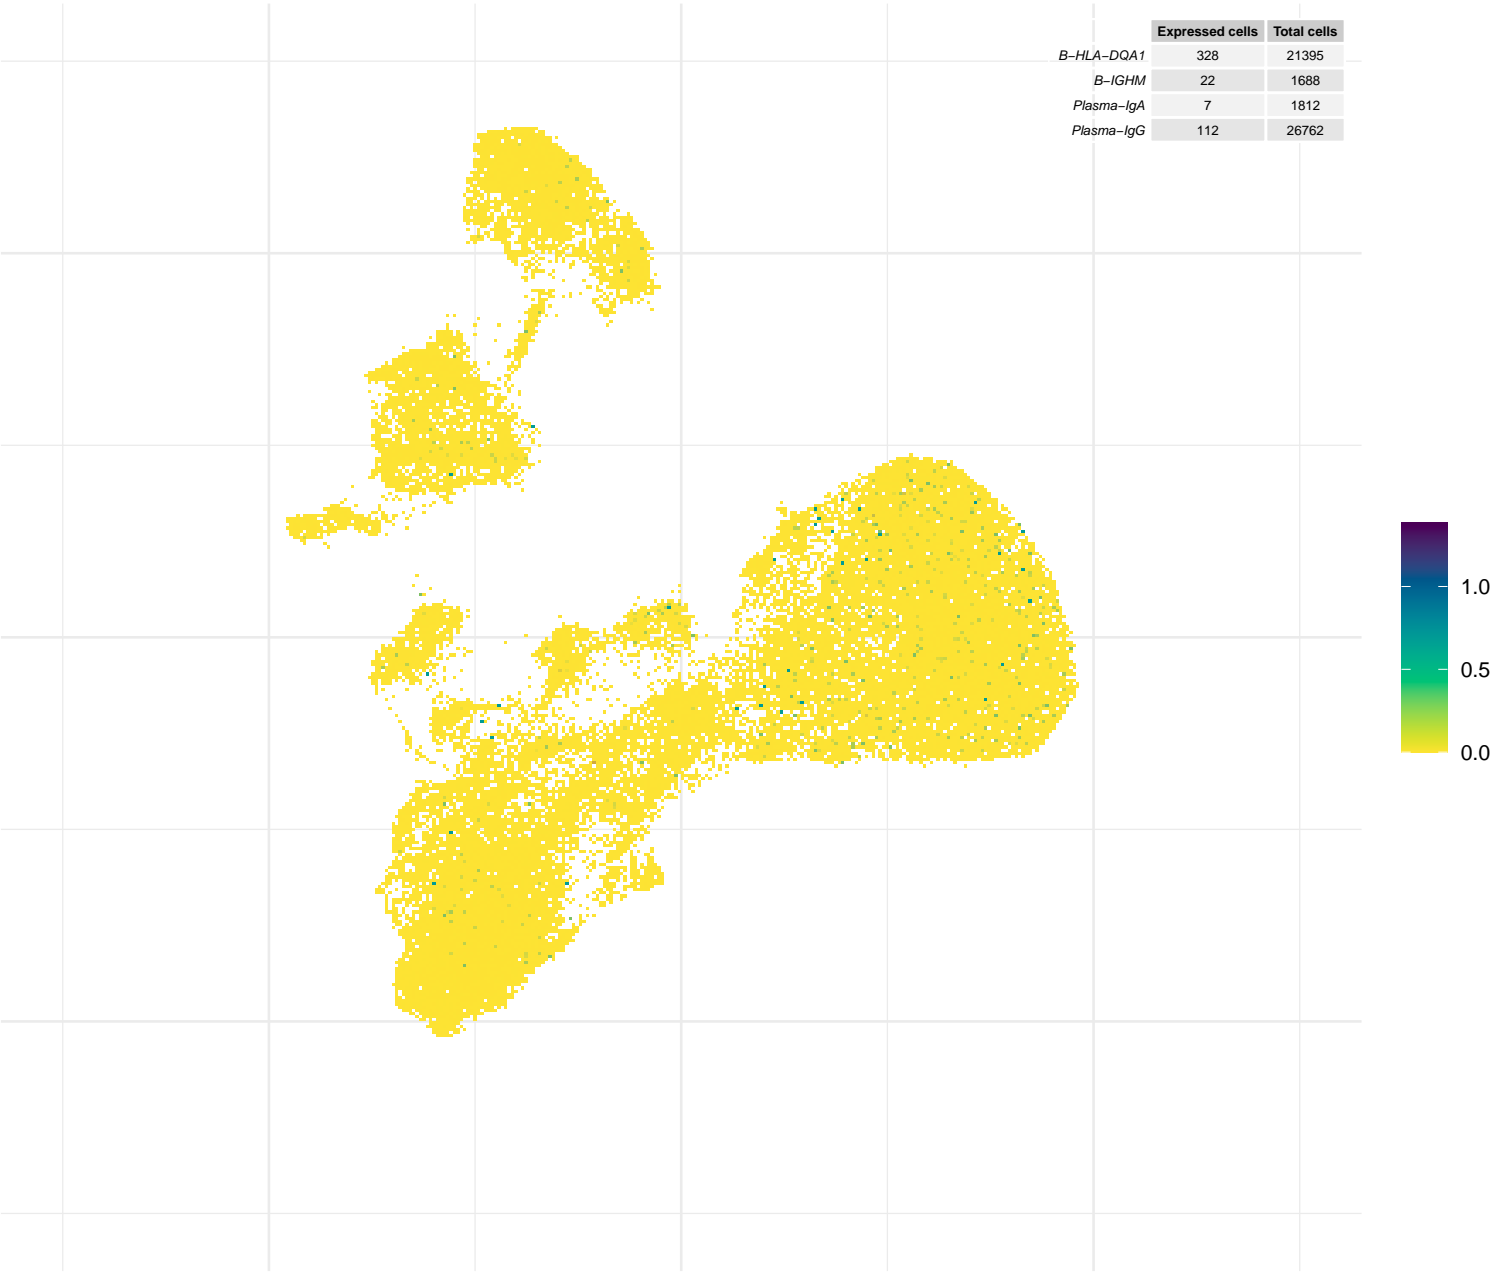 Expressed cells Total cells
B−HLA−DQA1 328 21395
B−IGHM 22 1688
Plasma−IgA 7 1812
Plasma−IgG 112 26762
1.0
0.5
0.0